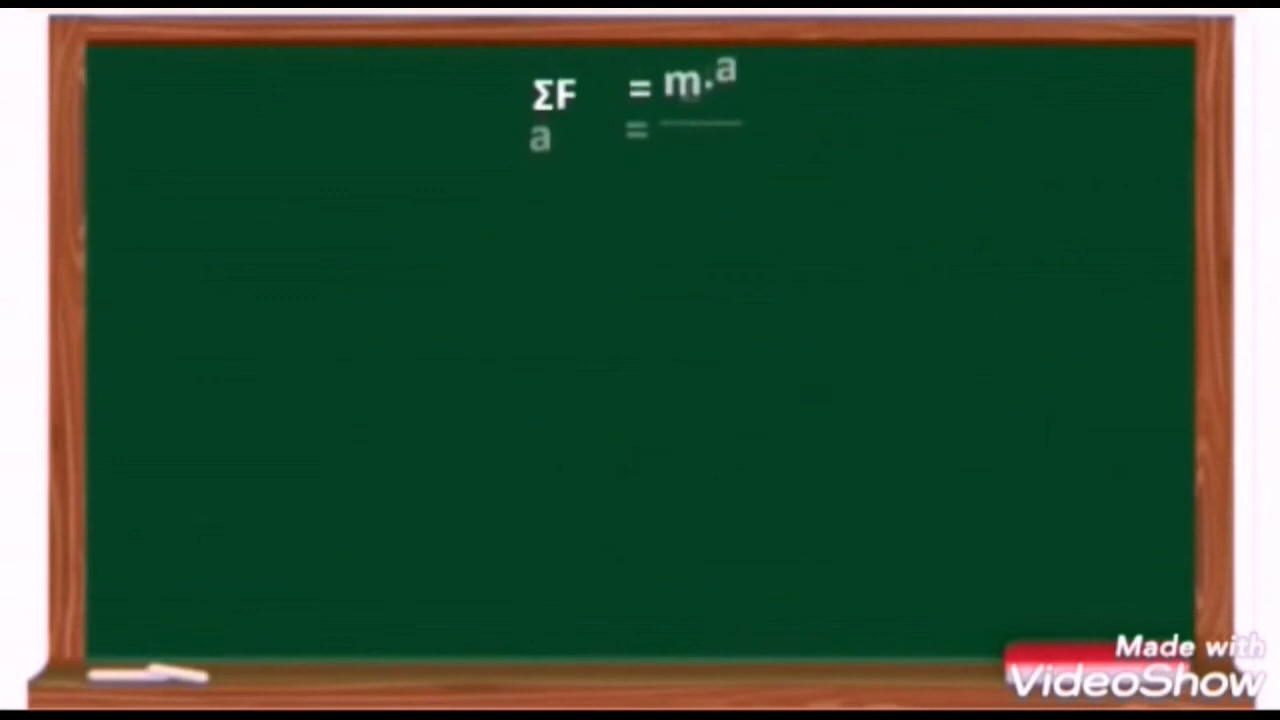 ΣF = m.a
a =
Made with
VideoShow